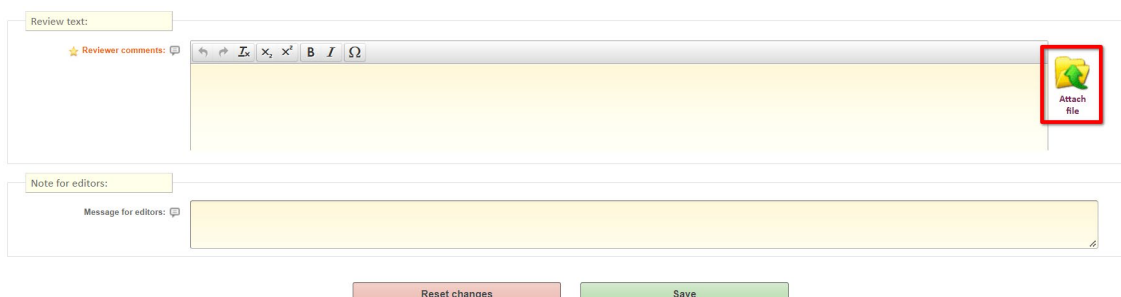 Review text:
Reviewer comments:
B I Ω
Attach
file
Note for editors:
Message for editors:
Reset changes
Save